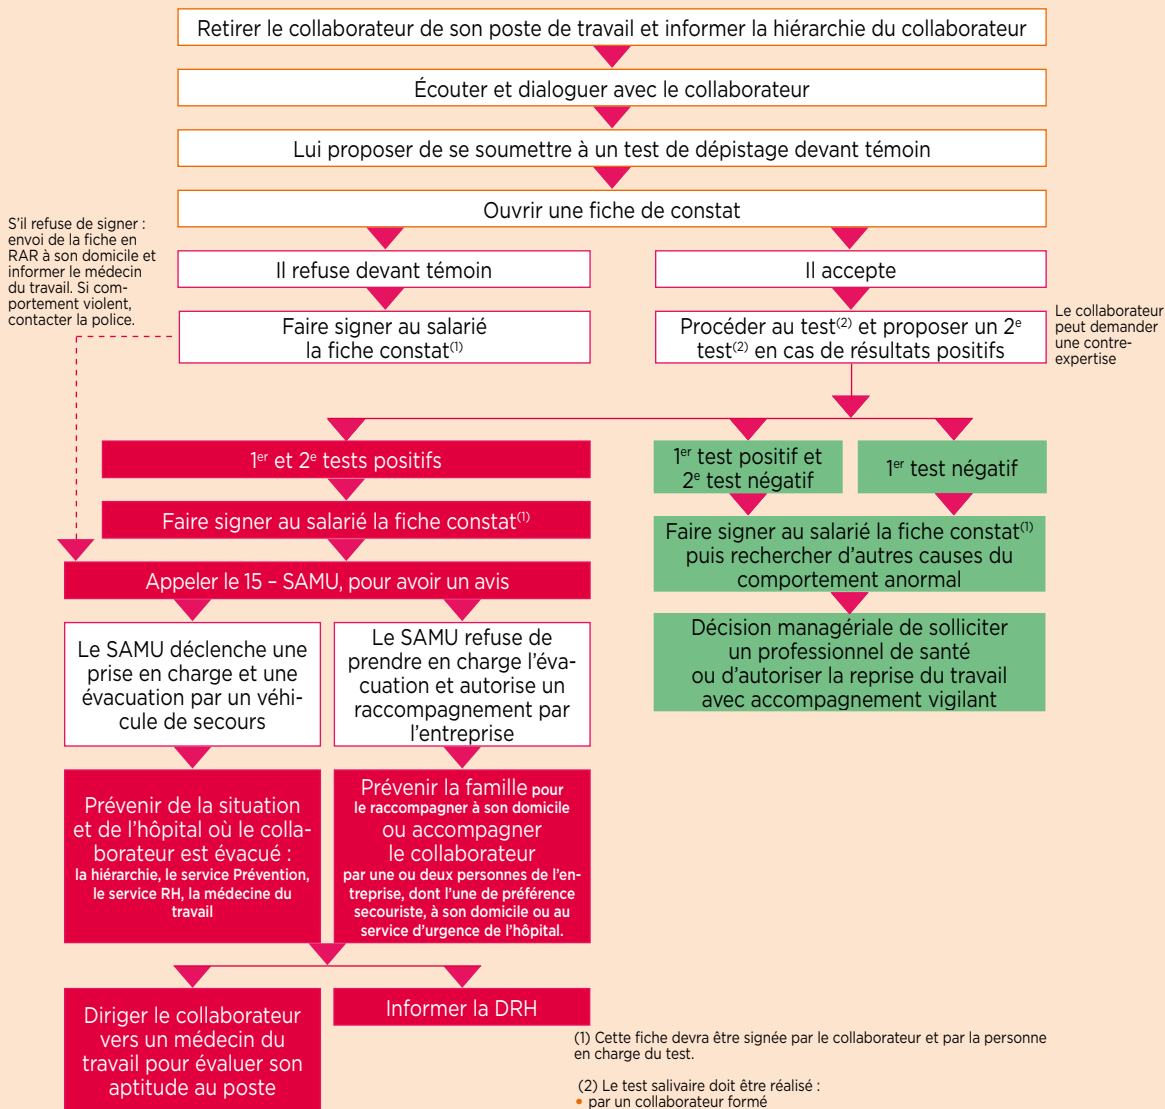 Retirer le collaborateur de son poste de travail et informer la hiérarchie du collaborateur
Écouter et dialoguer avec le collaborateur
Lui proposer de se soumettre à un test de dépistage devant témoin
Ouvrir une fiche de constat
S'il refuse de signer :
envoi de la fiche en
RAR à son domicile et
informer le médecin
du travail. Si com-
portement violent,
contacter la police.
Il refuse devant témoin
Il accepte
Faire signer au salarié
la fiche constat(1)
Procéder au test(2) et proposer un 2e
test(2) en cas de résultats positifs
Le collaborateur
peut demander
une contre-
expertise
1er et 2e tests positifs
1er test positif et
2e test négatif
1er test négatif
Faire signer au salarié la fiche constat(1)
Faire signer au salarié la fiche constat(1)
puis rechercher d'autres causes du
comportement anormal
Appeler le 15 – SAMU, pour avoir un avis
Décision managériale de solliciter
un professionnel de santé
ou d'autoriser la reprise du travail
avec accompagnement vigilant
Le SAMU déclenche une
prise en charge et une
évacuation par un véhi-
cule de secours
Le SAMU refuse de
prendre en charge l'éva-
cuation et autorise un
raccompagnement par
l'entreprise
Prévenir de la situation
et de l'hôpital où le colla-
borateur est évacué :
la hiérarchie, le service Prévention,
le service RH, la médecine du
travail
Prévenir la famille pour
le raccompagner à son domicile
ou accompagner
le collaborateur
par une ou deux personnes de l'en-
treprise, dont l'une de préférence
secouriste, à son domicile ou au
service d'urgence de l'hôpital.
Diriger le collaborateur
vers un médecin du
travail pour évaluer son
aptitude au poste
Informer la DRH
(1) Cette fiche devra être signée par le collaborateur et par la personne
en charge du test.
(2) Le test salivaire doit être réalisé :
• par un collaborateur formé